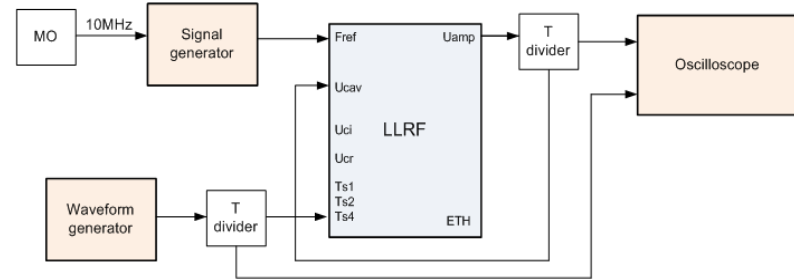 MO
10MHz
Signal
generator
Fref
Uamp
T
divider
Oscilloscope
Ucav
Uci
LLRF
Ucr
Ts1
Ts2
Ts4
ETH
Waveform
generator
T
divider